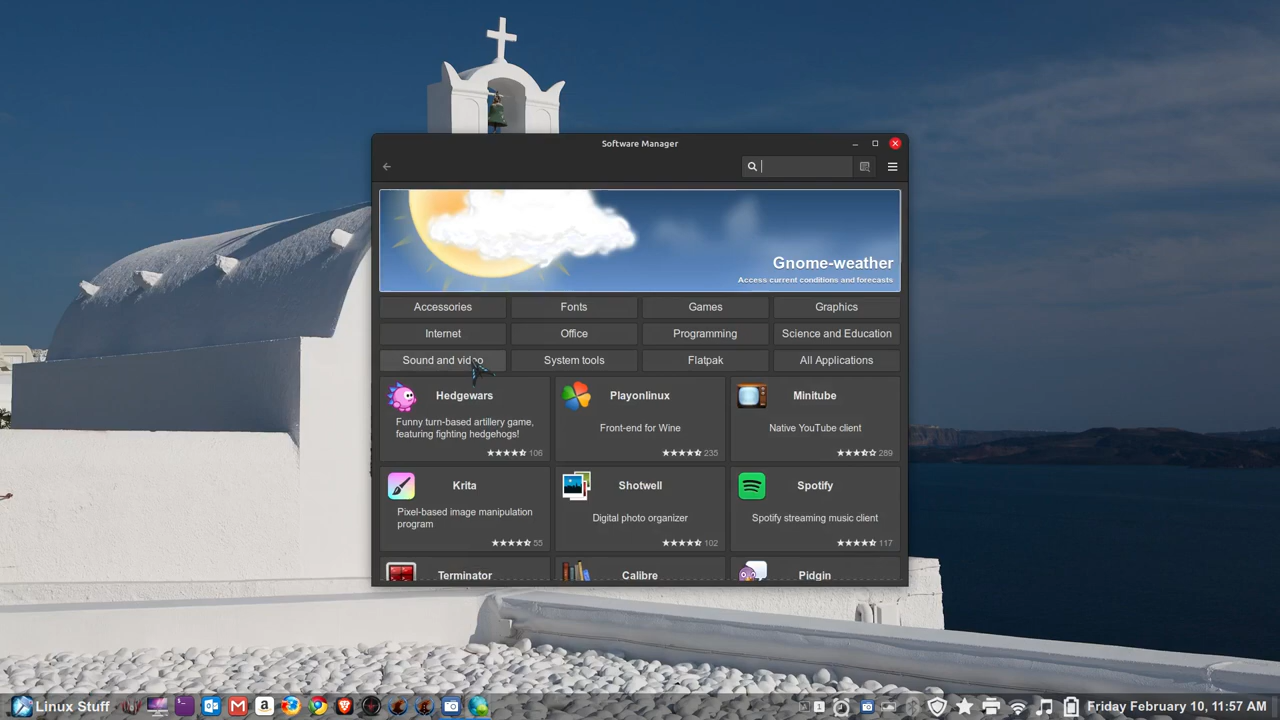 Software Manager
Gnome-weather
Access current conditions and forecasts
Accessories
Fonts
Games
Graphics
Internet
Office
Programming
Science and Education
Sound and video
System tools
Flatpak
All Applications
Hedgewars
Funny turn-based artillery game,
featuring fighting hedgehogs!
106
Playonlinux
Front-end for Wine
235
Minitube
Native YouTube client
289
Krita
Pixel-based image manipulation
program
55
Shotwell
Digital photo organizer
102
Spotify
Spotify streaming music client
117
Terminator
Calibre
Pidgin
Linux Stuff
1
Friday February 10, 11:57 AM